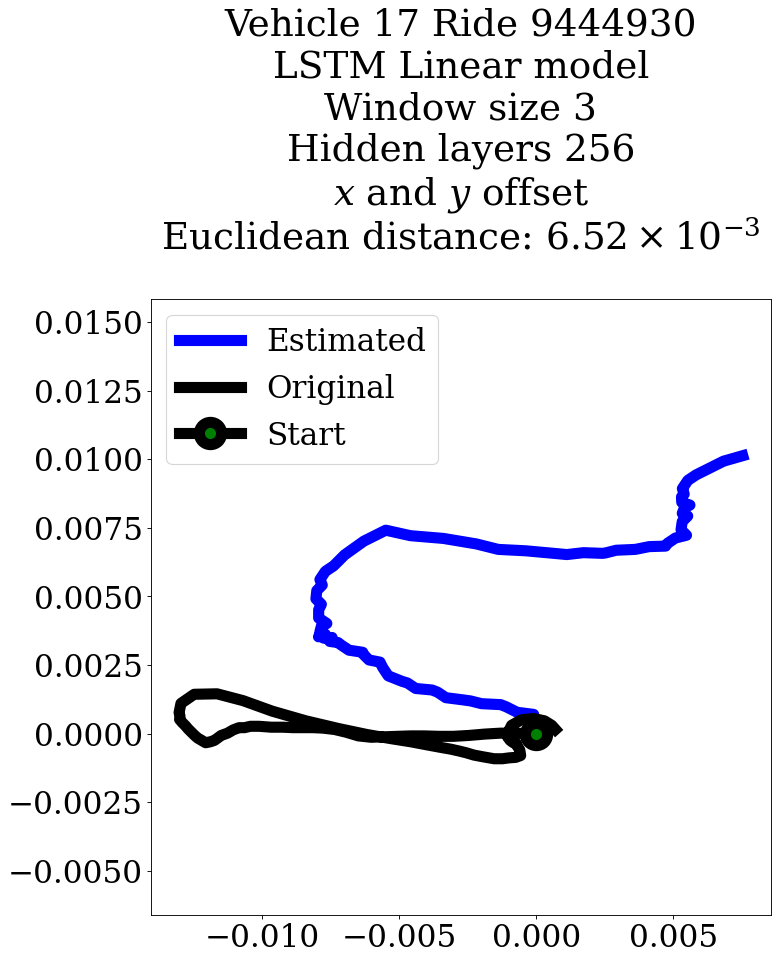 Vehicle 17 Ride 9444930
LSTM Linear model
Window size 3
Hidden layers 256
x and y offset
Euclidean distance: 6.52 × 10⁻³
Estimated
Original
Start
0.0150
0.0125
0.0100
0.0075
0.0050
0.0025
0.0000
−0.0025
−0.0050
−0.010 −0.005 0.000 0.005